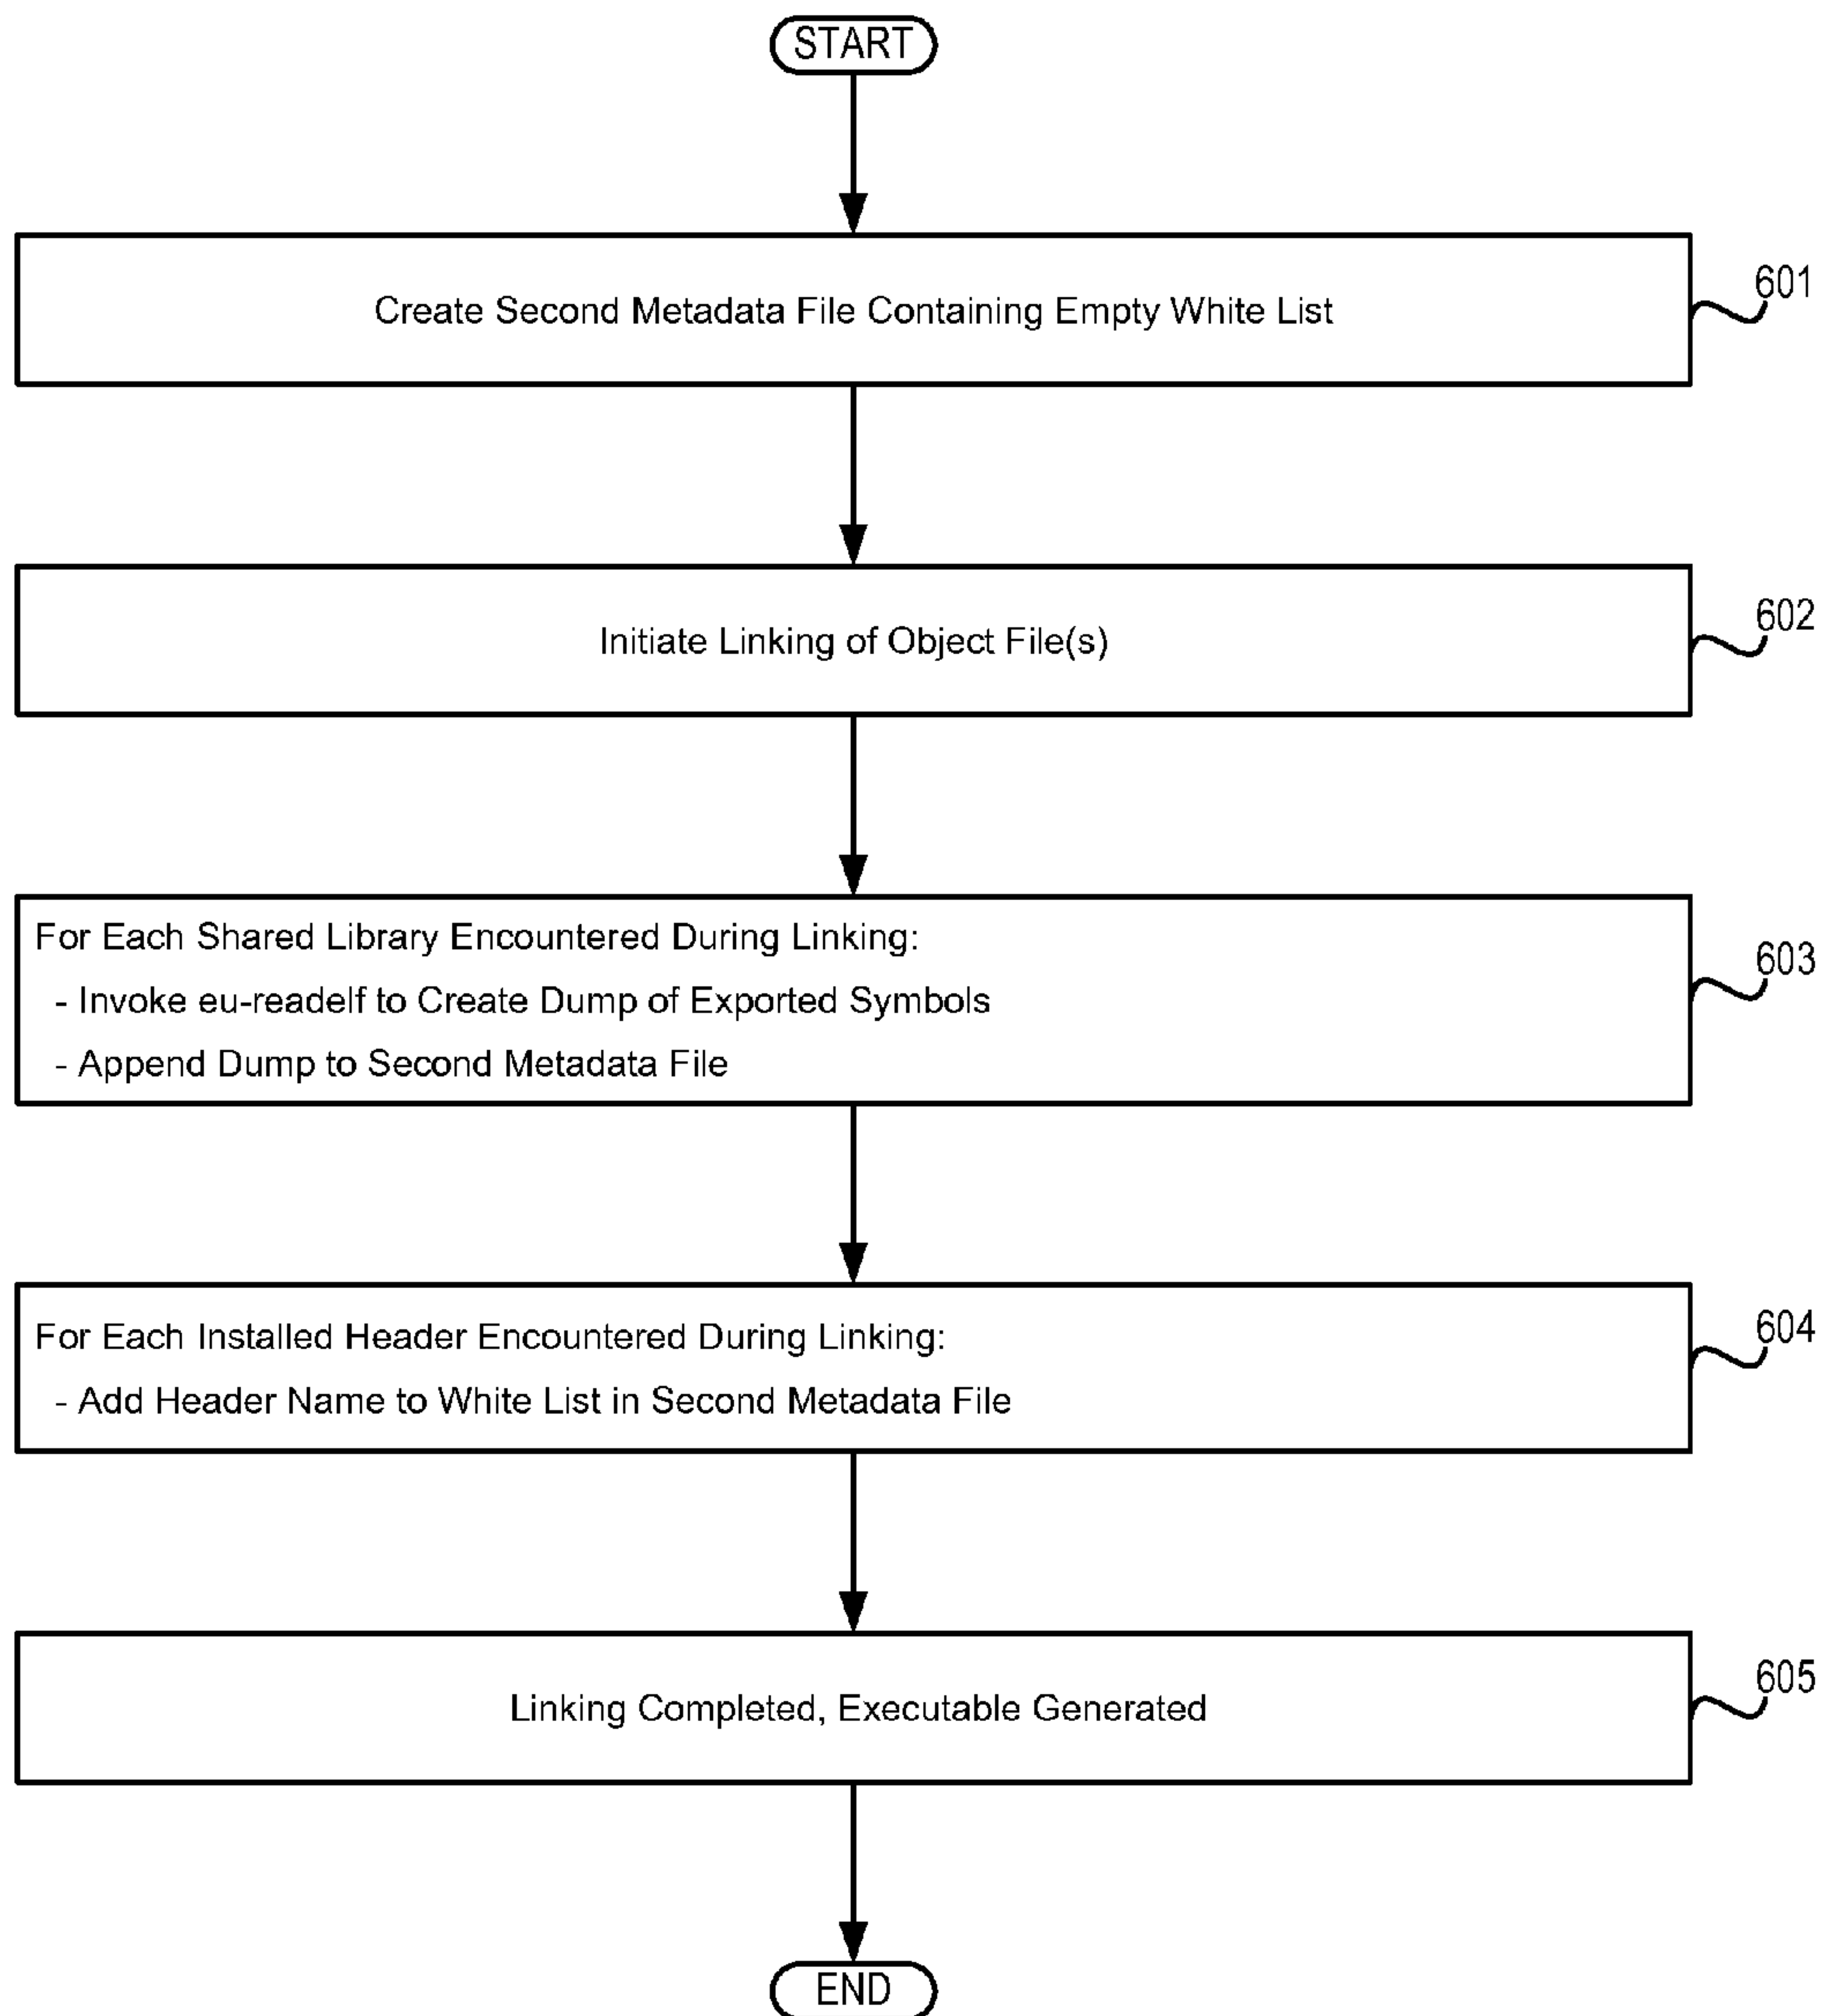 START
Create Second Metadata File Containing Empty White List
601
Initiate Linking of Object File(s)
602
For Each Shared Library Encountered During Linking:
- Invoke eu-readelf to Create Dump of Exported Symbols
- Append Dump to Second Metadata File
603
For Each Installed Header Encountered During Linking:
- Add Header Name to White List in Second Metadata File
604
Linking Completed, Executable Generated
605
END